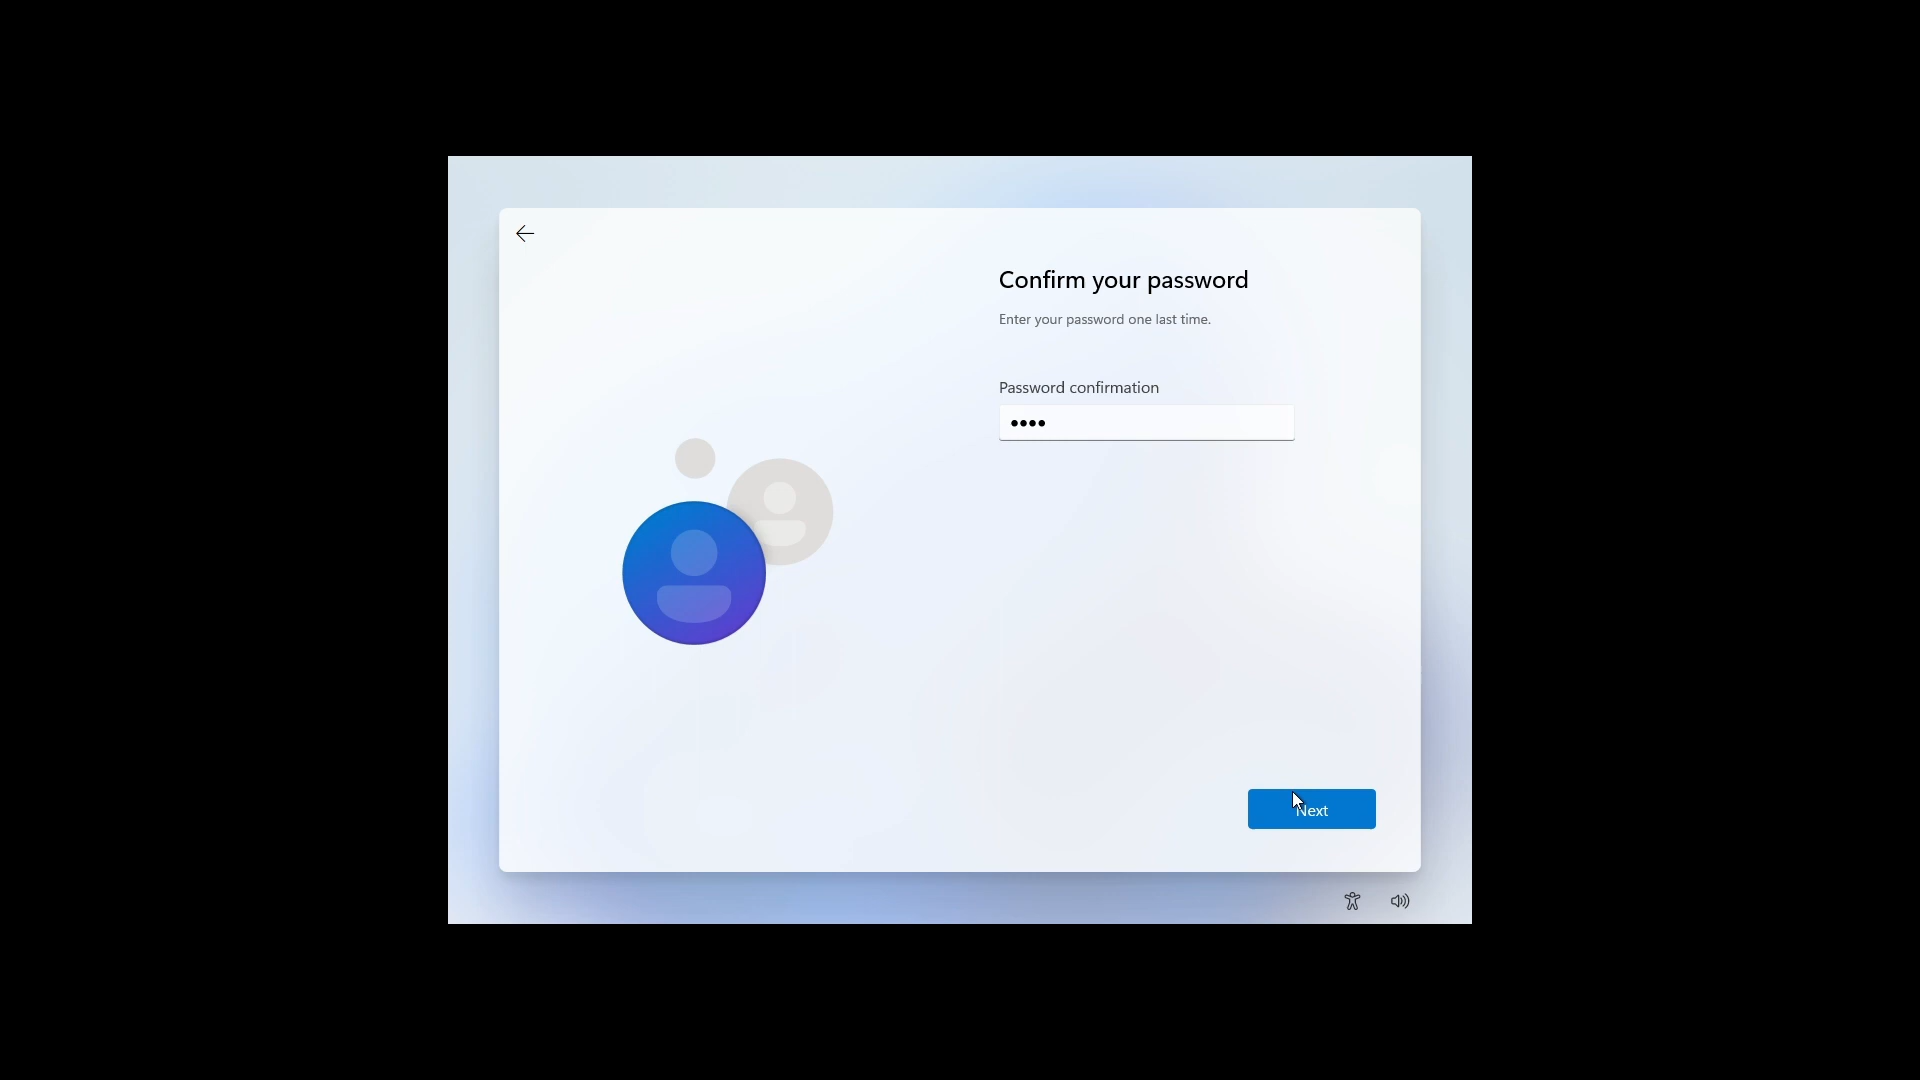 Confirm your password
Enter your password one last time.
Password confirmation
••••
Next